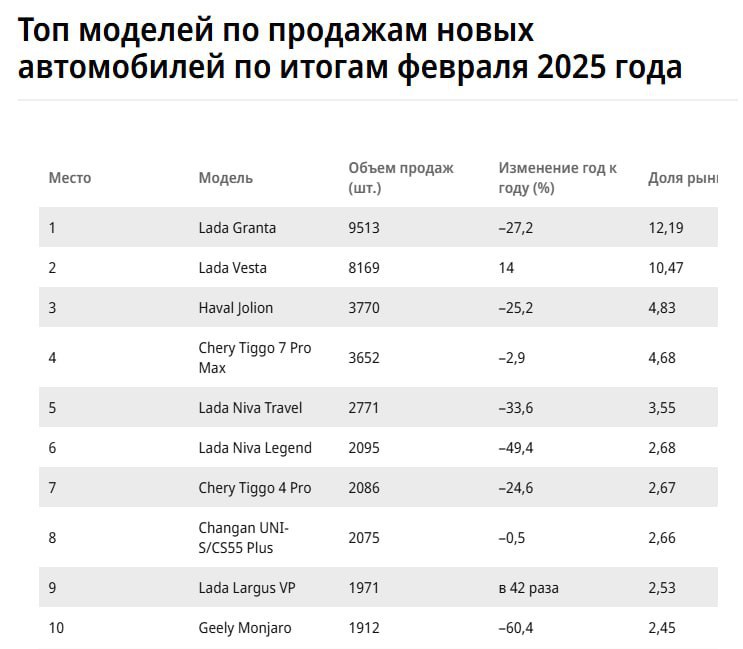 Топ моделей по продажам новых
автомобилей по итогам февраля 2025 года
Место Модель Объем продаж (шт.) Изменение год к году (%) Доля
1 Lada Granta 9513 –27,2 12,19
2 Lada Vesta 8169 14 10,47
3 Haval Jolion 3770 –25,2 4,83
4 Chery Tiggo 7 Pro Max 3652 –2,9 4,68
5 Lada Niva Travel 2771 –33,6 3,55
6 Lada Niva Legend 2095 –49,4 2,68
7 Chery Tiggo 4 Pro 2086 –24,6 2,67
8 Changan UNI-S/CS55 Plus 2075 –0,5 2,66
9 Lada Largus VP 1971 в 42 раза 2,53
10 Geely Monjaro 1912 –60,4 2,45